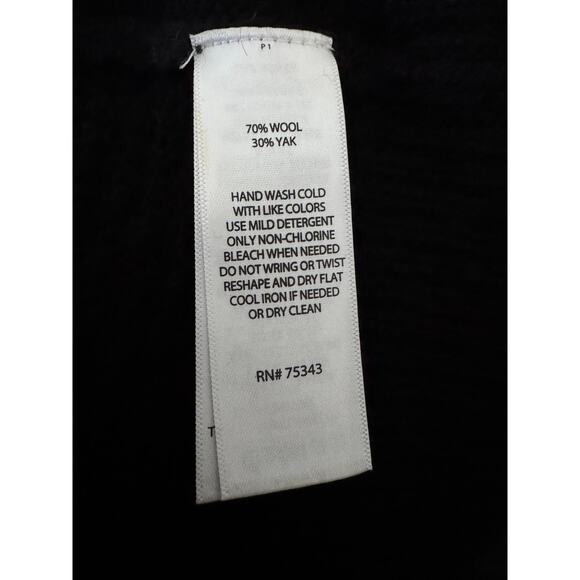 P1
70% WOOL
30% YAK
HAND WASH COLD
WITH LIKE COLORS
USE MILD DETERGENT
ONLY NON-CHLORINE
BLEACH WHEN NEEDED
DO NOT WRING OR TWIST
RESHAPE AND DRY FLAT
COOL IRON IF NEEDED
OR DRY CLEAN
RN# 75343
T